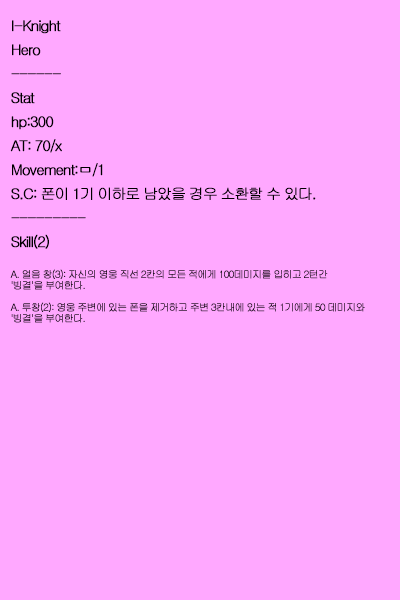 I-Knight
Hero
------
Stat
hp:300
AT: 70/x
Movement:ㅁ/1
S.C: 폰이 1기 이하로 남았을 경우 소환할 수 있다.
---------
Skill(2)
A. 얼음 창(3): 자신의 영웅 직선 2칸의 모든 적에게 100데미지를 입히고 2턴간
'빙결'을 부여한다.
A. 투창(2): 영웅 주변에 있는 폰을 제거하고 주변 3칸내에 있는 적 1기에게 50 데미지와
'빙결'을 부여한다.